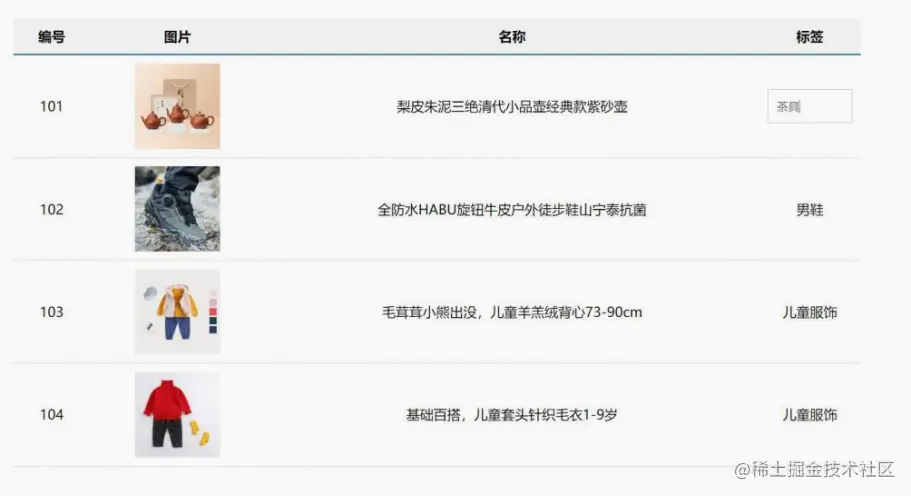 编号 图片 名称 标签
101 梨皮朱泥三绝清代小品壶经典款紫砂壶 茶具
102 全防水HABU旋钮牛皮户外徒步鞋山宁泰抗菌 男鞋
103 毛茸茸小熊出没，儿童羊羔绒背心73-90cm 儿童服饰
104 基础百搭，儿童套头针织毛衣1-9岁 儿童服饰
@稀土掘金技术社区